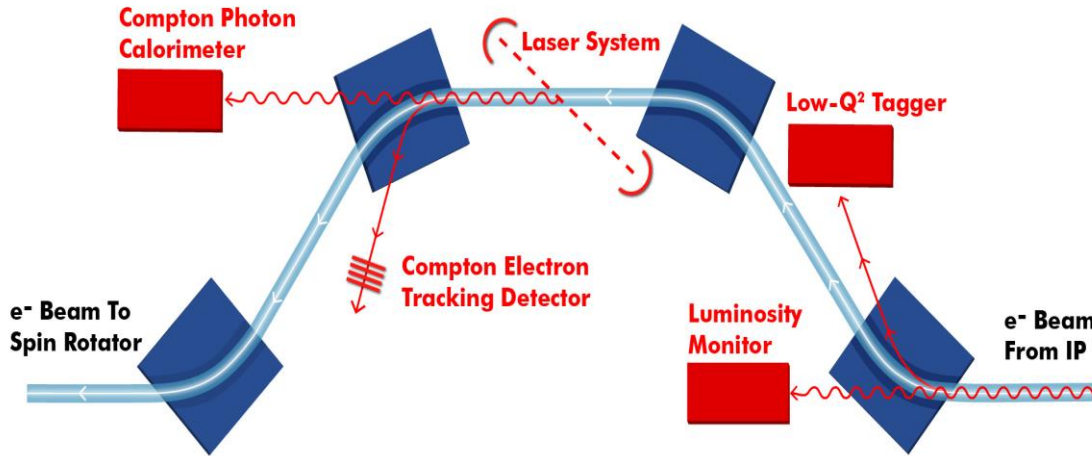 Compton Photon
Calorimeter
Laser System
Low-Q² Tagger
Compton Electron
Tracking Detector
e- Beam To
Spin Rotator
Luminosity
Monitor
e- Beam
From IP